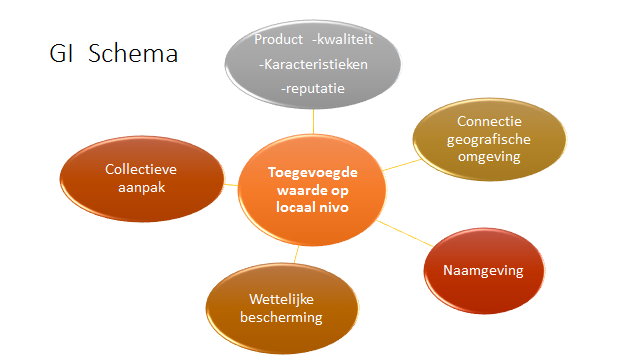 GI Schema
Product -kwaliteit
-Karacteristieken
-reputatie
Connectie
geografische
omgeving
Collectieve
aanpak
Toegevoegde
waarde op
locaal nivo
Naamgeving
Wettelijke
bescherming